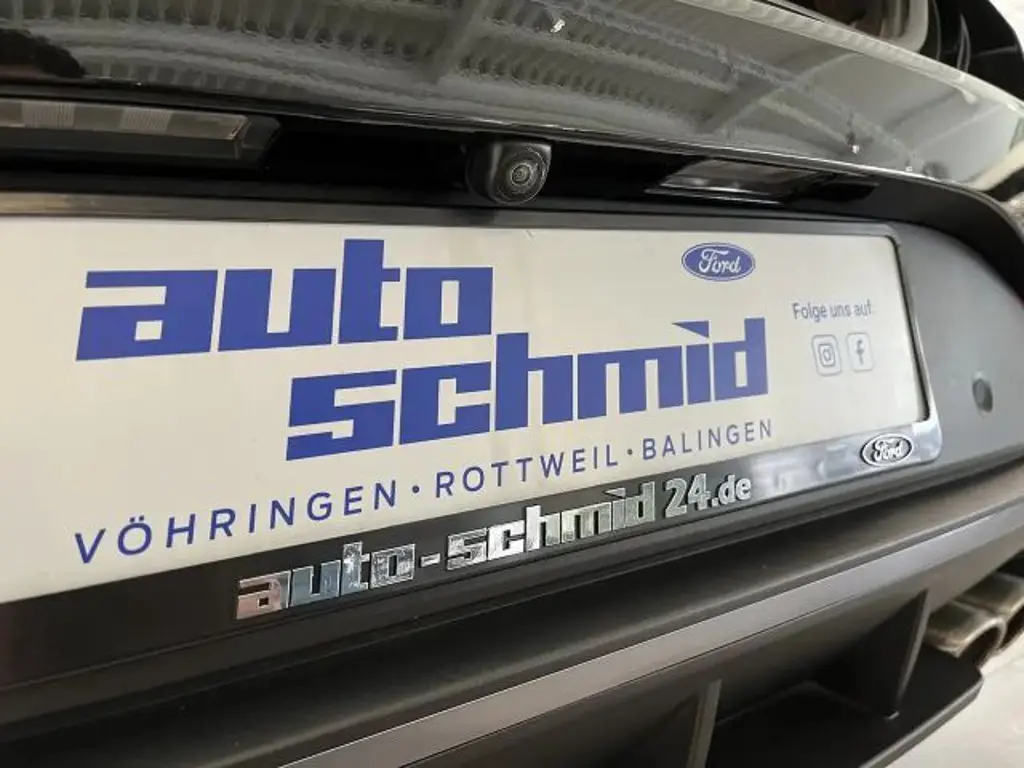 auto
schmid
Ford
Folge uns auf:
VÖHRINGEN · ROTTWEIL · BALINGEN
auto-schmid24.de
Ford